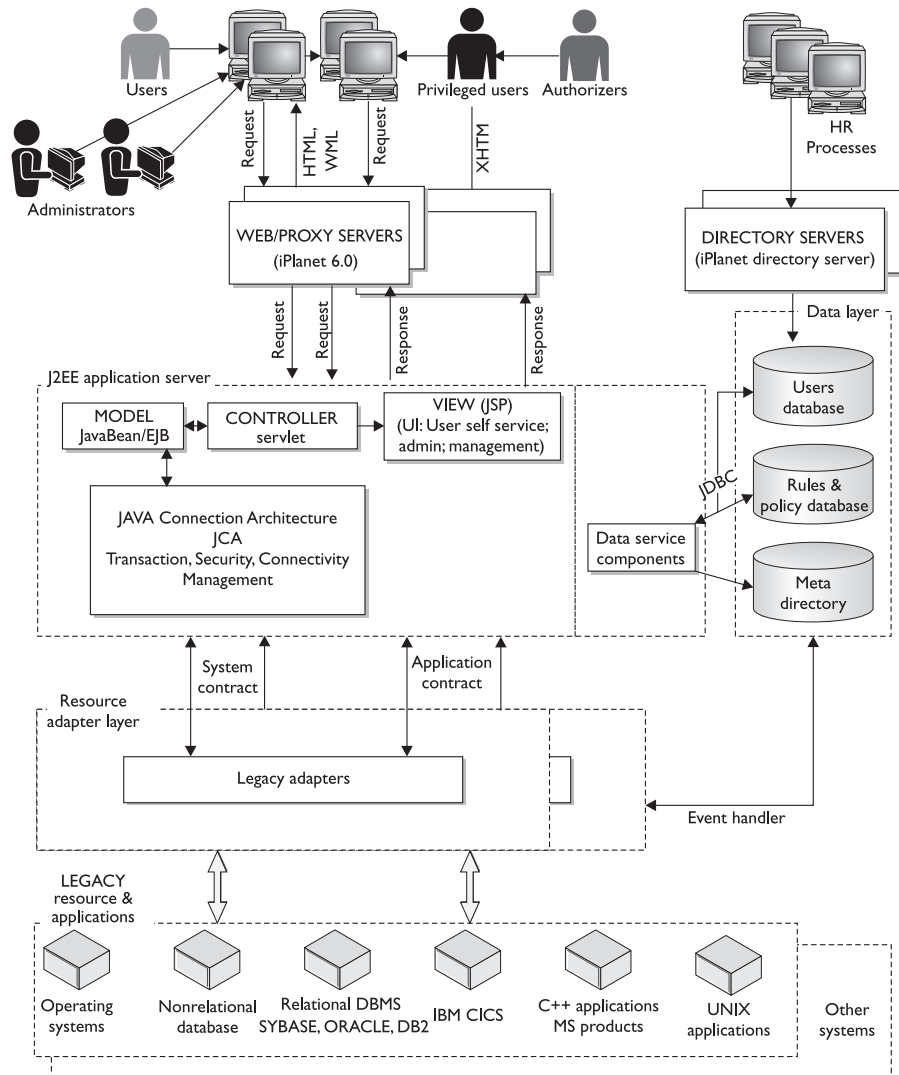 Users
Privileged users
Authorizers
HR
Processes
Administrators
Request
HTML,
WML
Request
XHTM
WEB/PROXY SERVERS
(iPlanet 6.0)
DIRECTORY SERVERS
(iPlanet directory server)
Request
Request
Response
Response
Data layer
J2EE application server
MODEL
JavaBean/EJB
CONTROLLER
servlet
VIEW (JSP)
(UI: User self service;
admin; management)
Users
database
JDBC
Rules &
policy database
JAVA Connection Architecture
JCA
Transaction, Security, Connectivity
Management
Data service
components
Meta
directory
System
contract
Application
contract
Resource
adapter layer
Legacy adapters
Event handler
LEGACY
resource &
applications
Operating
systems
Nonrelational
database
Relational DBMS
SYBASE, ORACLE, DB2
IBM CICS
C++ applications
MS products
UNIX
applications
Other
systems